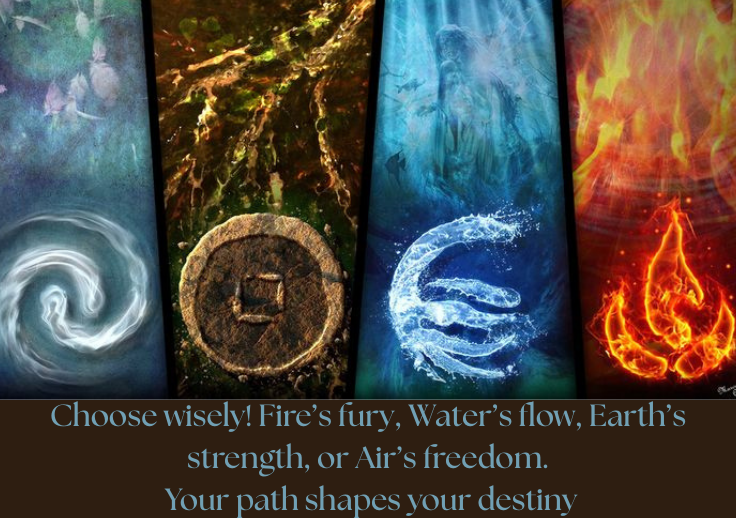 Choose wisely! Fire's fury, Water's flow, Earth's
strength, or Air's freedom.
Your path shapes your destiny